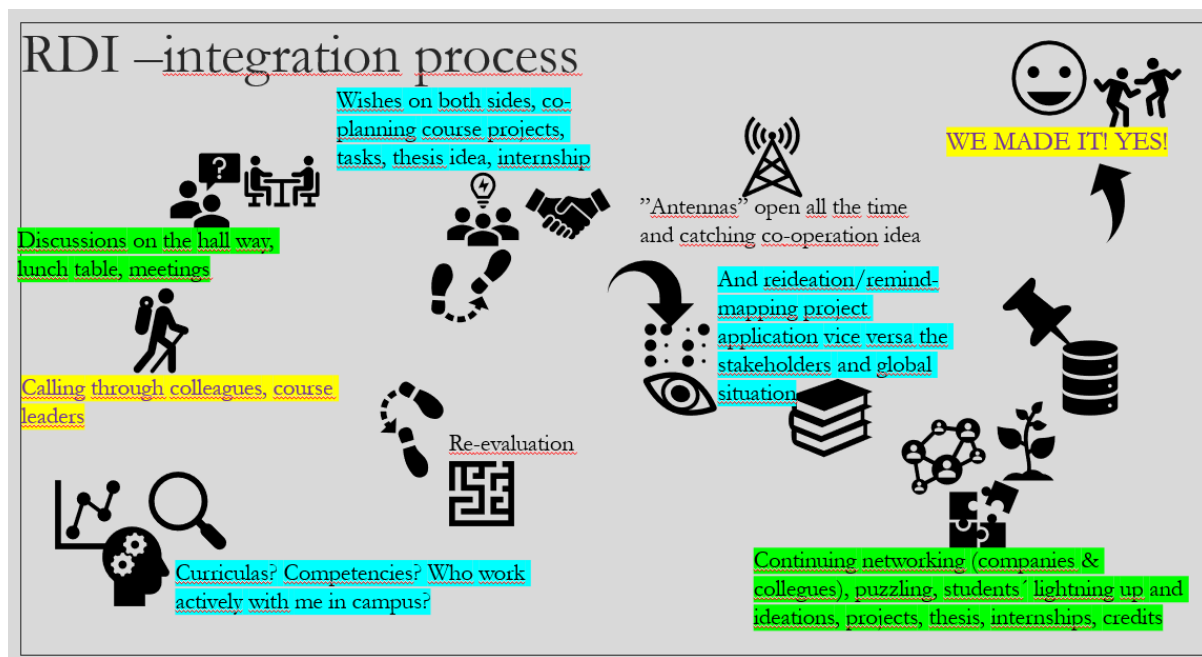 RDI –integration process
Wishes on both sides, co-
planning course projects,
tasks, thesis idea, internship
WE MADE IT! YES!
?
"Antennas" open all the time
and catching co-operation idea
Discussions on the hall way,
lunch table, meetings
And reideation/remind-
mapping project
application vice versa the
stakeholders and global
situation
Calling through colleagues, course
leaders
Re-evaluation
Curriculas? Competencies? Who work
actively with me in campus?
Continuing networking (companies &
collegues), puzzling, students´ lightning up and
ideations, projects, thesis, internships, credits